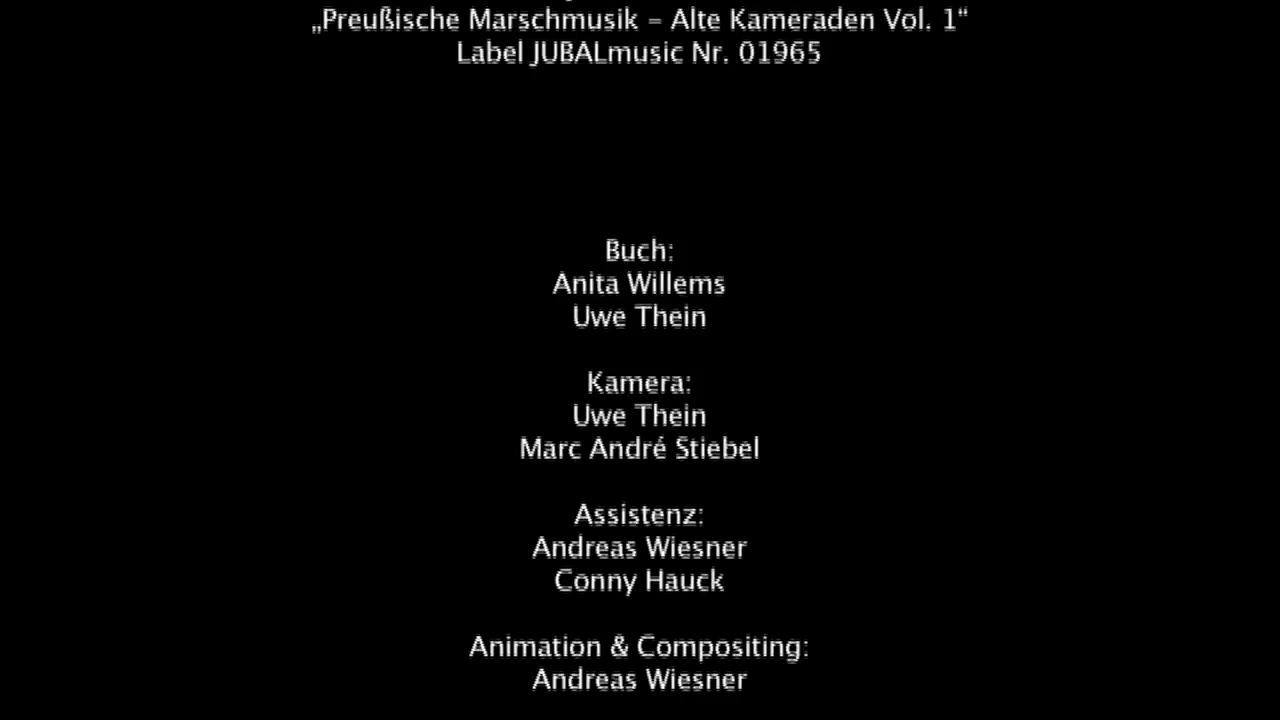 „Preußische Marschmusik – Alte Kameraden Vol. 1“
Label JUBALmusic Nr. 01965
Buch:
Anita Willems
Uwe Thein
Kamera:
Uwe Thein
Marc André Stiebel
Assistenz:
Andreas Wiesner
Conny Hauck
Animation & Compositing:
Andreas Wiesner